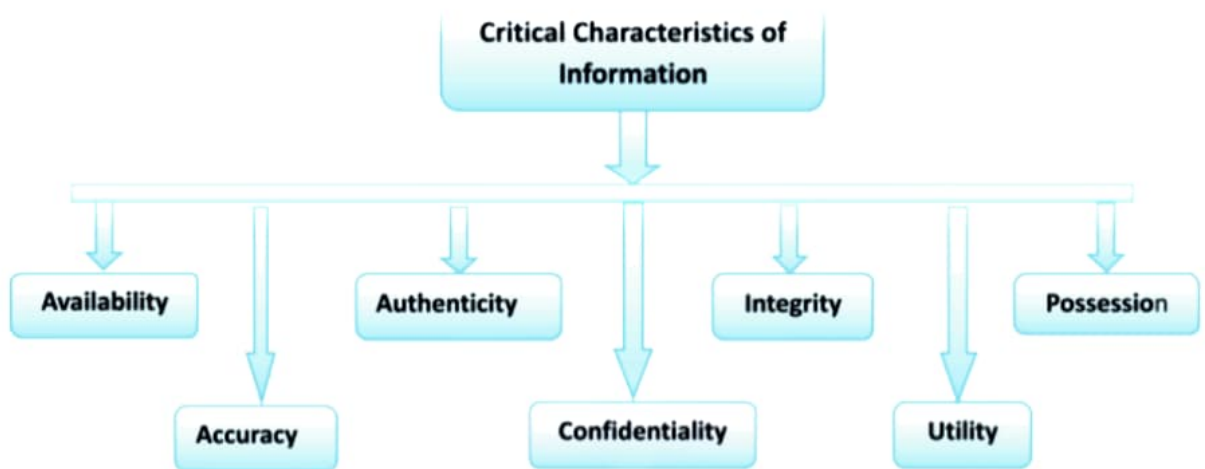 Critical Characteristics of
Information
Availability
Authenticity
Integrity
Possession
Accuracy
Confidentiality
Utility